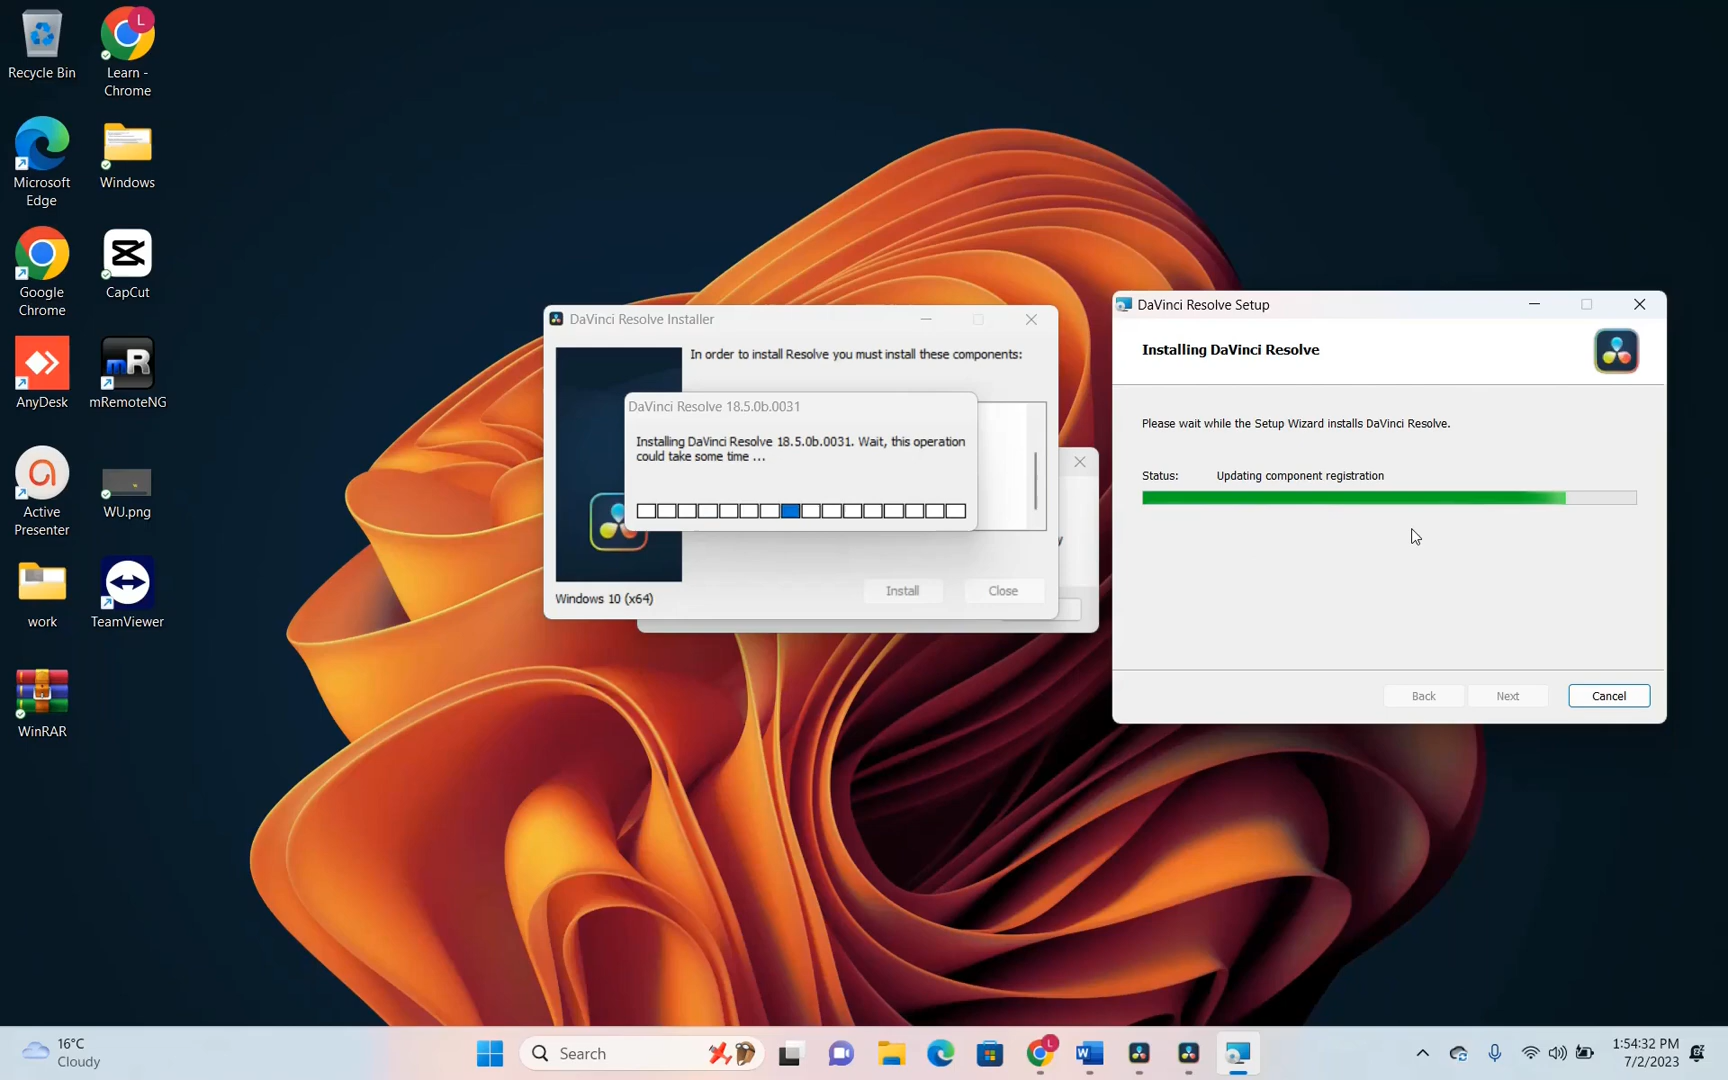 Recycle Bin
Learn -
Chrome
Microsoft
Edge
Windows
Google
Chrome
CapCut
AnyDesk
mRemoteNG
Active
Presenter
WU.png
work
TeamViewer
WinRAR
DaVinci Resolve Installer
In order to install Resolve you must install these components:
DaVinci Resolve 18.5.0b.0031
Installing DaVinci Resolve 18.5.0b.0031. Wait, this operation
could take some time ...
Install
Close
Windows 10 (x64)
DaVinci Resolve Setup
Installing DaVinci Resolve
Please wait while the Setup Wizard installs DaVinci Resolve.
Status: Updating component registration
Back
Next
Cancel
16°C
Cloudy
Search
1:54:32 PM
7/2/2023